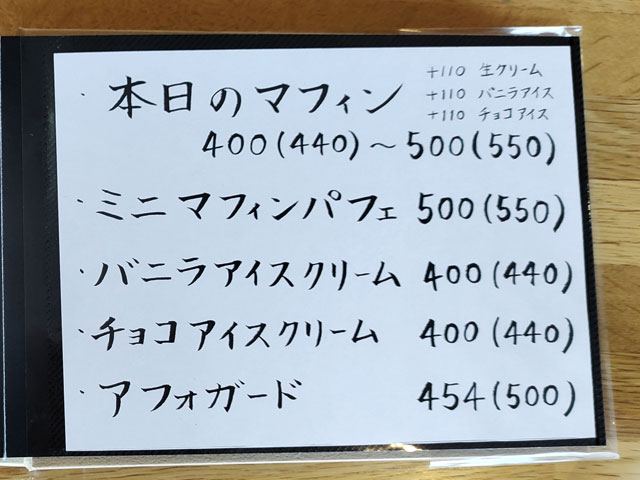 ・本日のマフィン
+110 生クリーム
+110 バニラアイス
+110 チョコアイス
400(440)～500(550)
・ミニマフィンパフェ 500(550)
・バニラアイスクリーム 400(440)
・チョコアイスクリーム 400(440)
・アフォガード 454(500)